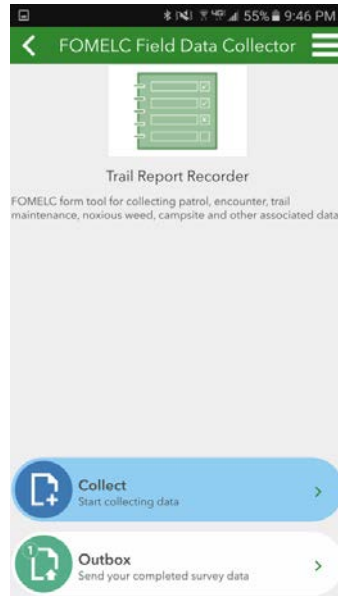 55% 9:46 PM
FOMELC Field Data Collector
Trail Report Recorder
FOMELC form tool for collecting patrol, encounter, trail
maintenance, noxious weed, campsite and other associated data
Collect
Start collecting data
1
Outbox
Send your completed survey data